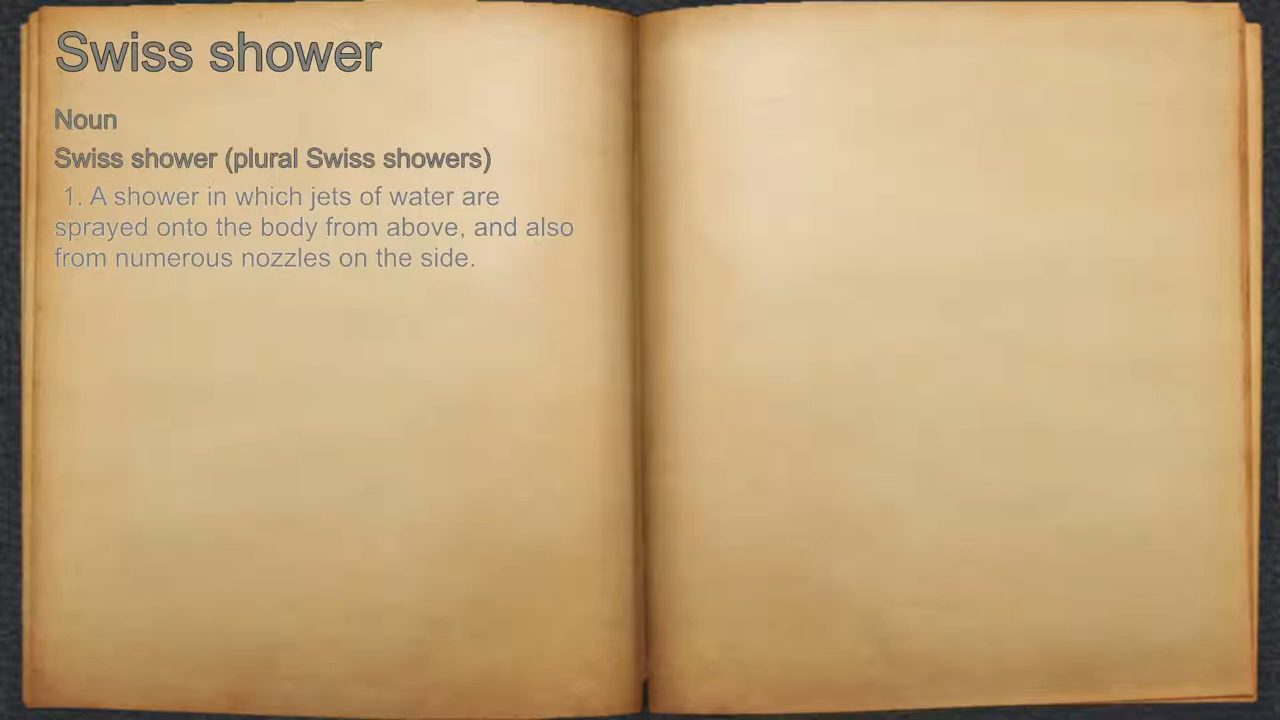 Swiss shower
Noun
Swiss shower (plural Swiss showers)
1. A shower in which jets of water are
sprayed onto the body from above, and also
from numerous nozzles on the side.